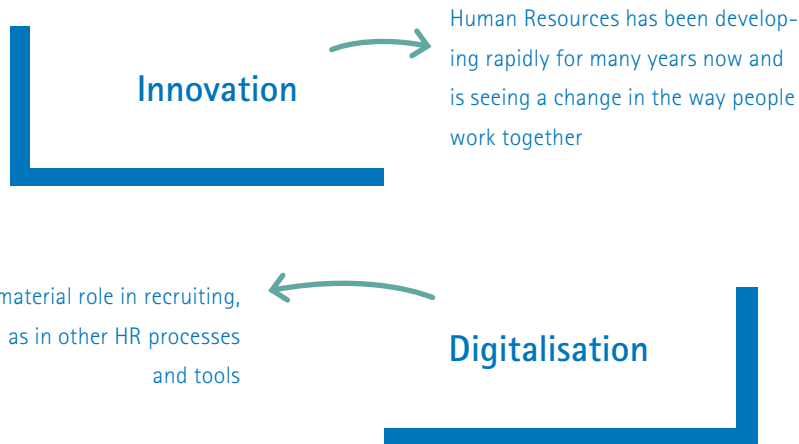 Innovation
Human Resources has been develop-
ing rapidly for many years now and
is seeing a change in the way people
work together
material role in recruiting,
as in other HR processes
and tools
Digitalisation